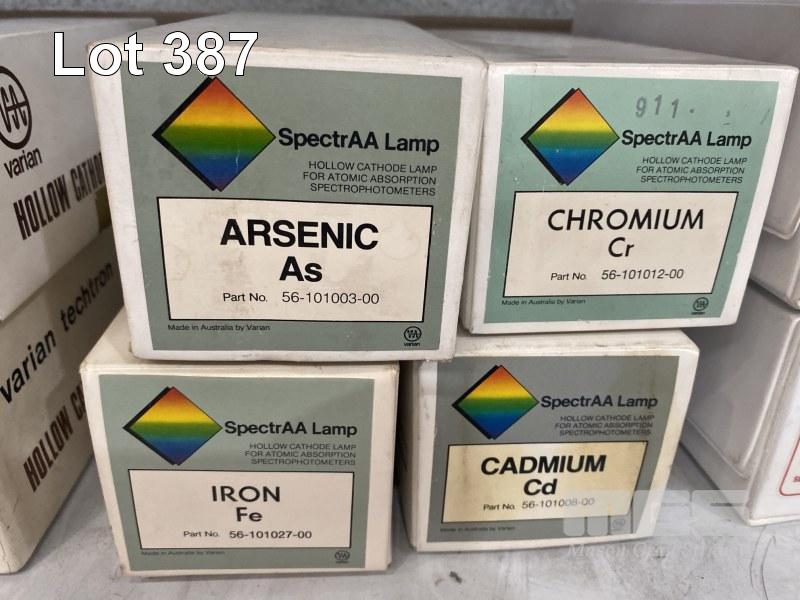 Lot 387
varian
HOLLOW CATHO
varian techtron
HOLLOW CA
SpectrAA Lamp
HOLLOW CATHODE LAMP
FOR ATOMIC ABSORPTION
SPECTROPHOTOMETERS
ARSENIC
As
Part No. 56-101003-00
Made in Australia by Varian
varian
911
SpectrAA Lamp
HOLLOW CATHODE LAMP
FOR ATOMIC ABSORPTION
SPECTROPHOTOMETERS
CHROMIUM
Cr
Part No. 56-101012-00
Made in Australia by Varian
varian
SpectrAA Lamp
HOLLOW CATHODE LAMP
FOR ATOMIC ABSORPTION
SPECTROPHOTOMETERS
IRON
Fe
Part No. 56-101027-00
Made in Australia by Varian
varian
SpectrAA Lamp
HOLLOW CATHODE LAMP
FOR ATOMIC ABSORPTION
SPECTROPHOTOMETERS
CADMIUM
Cd
Part No. 56-101008-00
Made in Australia by Varian